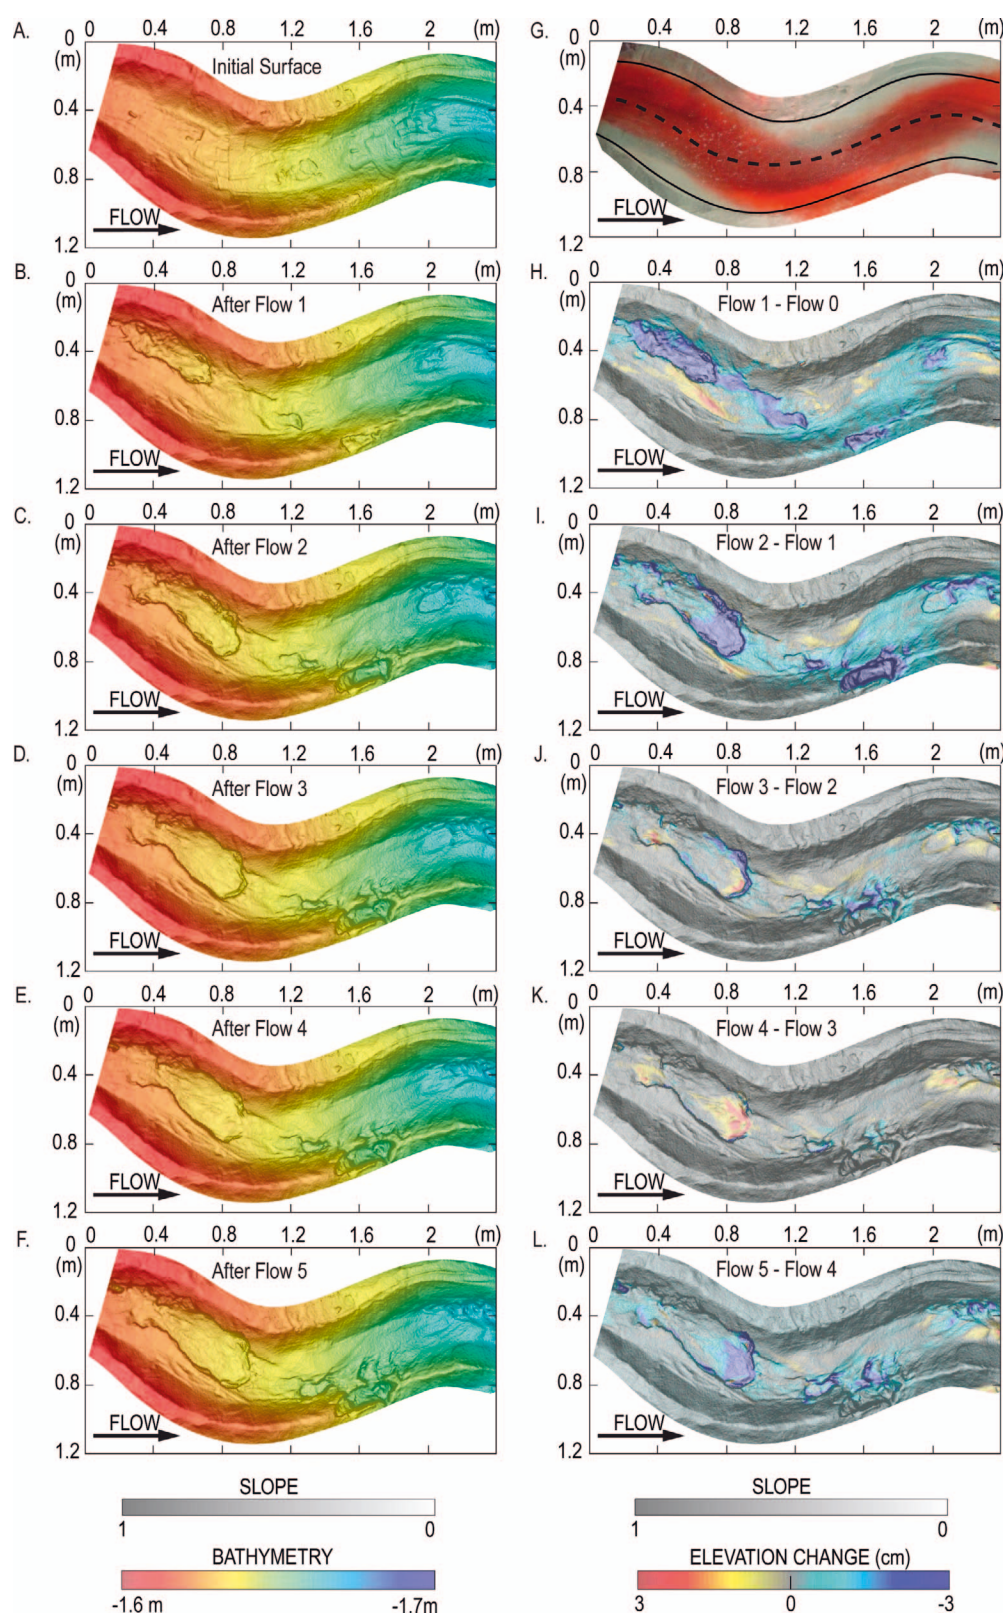 A. 0 0.4 0.8 1.2 1.6 2 (m)
0
(m)
Initial Surface
0.4
0.8
FLOW
1.2
B. 0 0.4 0.8 1.2 1.6 2 (m)
0
(m)
After Flow 1
0.4
0.8
FLOW
1.2
C. 0 0.4 0.8 1.2 1.6 2 (m)
0
(m)
After Flow 2
0.4
0.8
FLOW
1.2
D. 0 0.4 0.8 1.2 1.6 2 (m)
0
(m)
After Flow 3
0.4
0.8
FLOW
1.2
E. 0 0.4 0.8 1.2 1.6 2 (m)
0
(m)
After Flow 4
0.4
0.8
FLOW
1.2
F. 0 0.4 0.8 1.2 1.6 2 (m)
0
(m)
After Flow 5
0.4
0.8
FLOW
1.2
SLOPE
1 0
BATHYMETRY
-1.6 m -1.7m
G. 0 0.4 0.8 1.2 1.6 2 (m)
0
(m)
0.4
0.8
FLOW
1.2
H. 0 0.4 0.8 1.2 1.6 2 (m)
0
(m)
Flow 1 - Flow 0
0.4
0.8
FLOW
1.2
I. 0 0.4 0.8 1.2 1.6 2 (m)
0
(m)
Flow 2 - Flow 1
0.4
0.8
FLOW
1.2
J. 0 0.4 0.8 1.2 1.6 2 (m)
0
(m)
Flow 3 - Flow 2
0.4
0.8
FLOW
1.2
K. 0 0.4 0.8 1.2 1.6 2 (m)
0
(m)
Flow 4 - Flow 3
0.4
0.8
FLOW
1.2
L. 0 0.4 0.8 1.2 1.6 2 (m)
0
(m)
Flow 5 - Flow 4
0.4
0.8
FLOW
1.2
SLOPE
1 0
ELEVATION CHANGE (cm)
3 0 -3